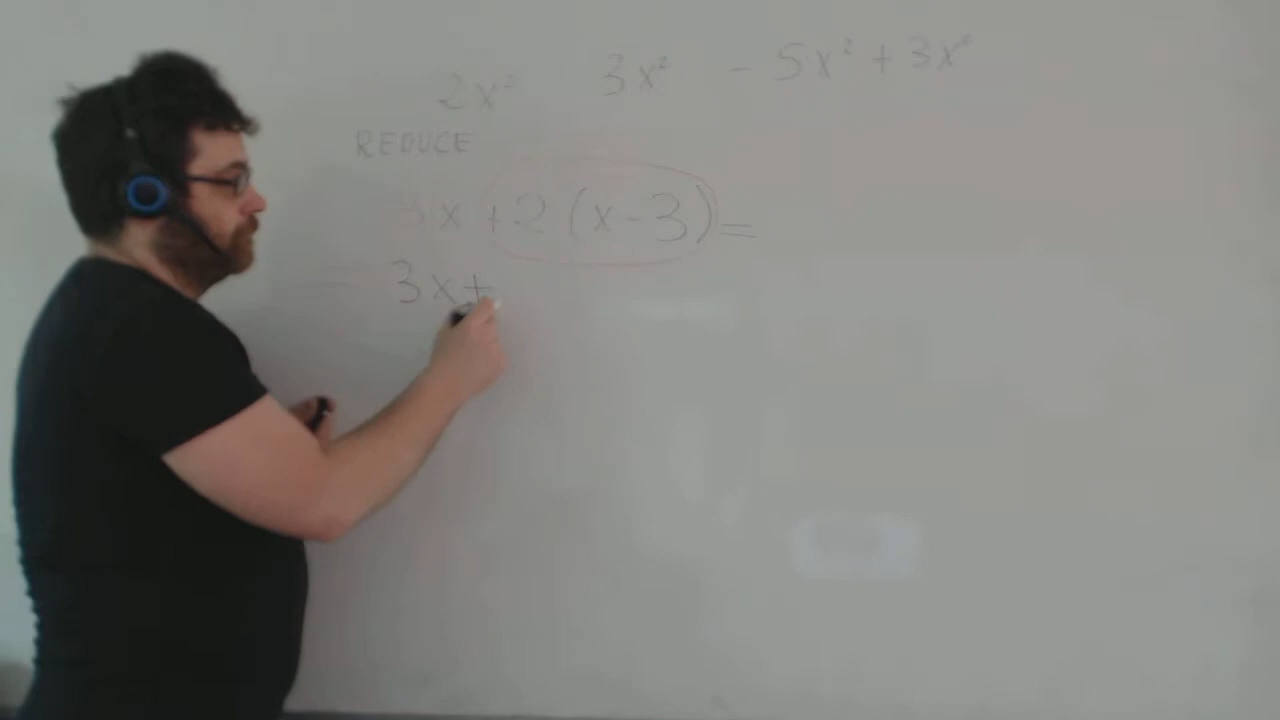 2x² 3x² - 5x² + 3x²
REDUCE
3x + 2(x-3) =
= 3x +